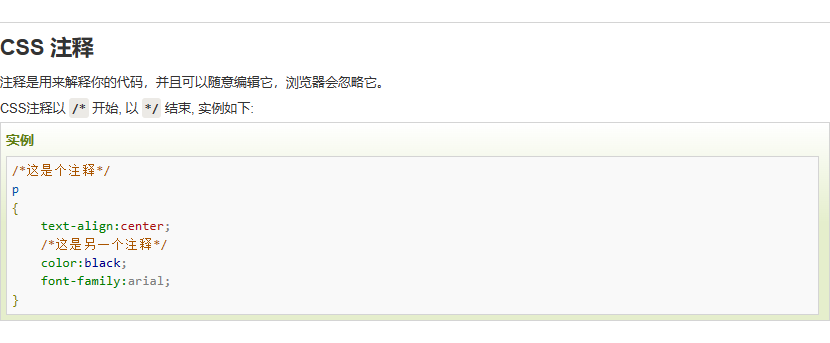 CSS 注释
注释是用来解释你的代码，并且可以随意编辑它，浏览器会忽略它。
CSS注释以 /* 开始, 以 */ 结束, 实例如下:
实例
/*这是个注释*/
p
{
    text-align:center;
    /*这是另一个注释*/
    color:black;
    font-family:arial;
}